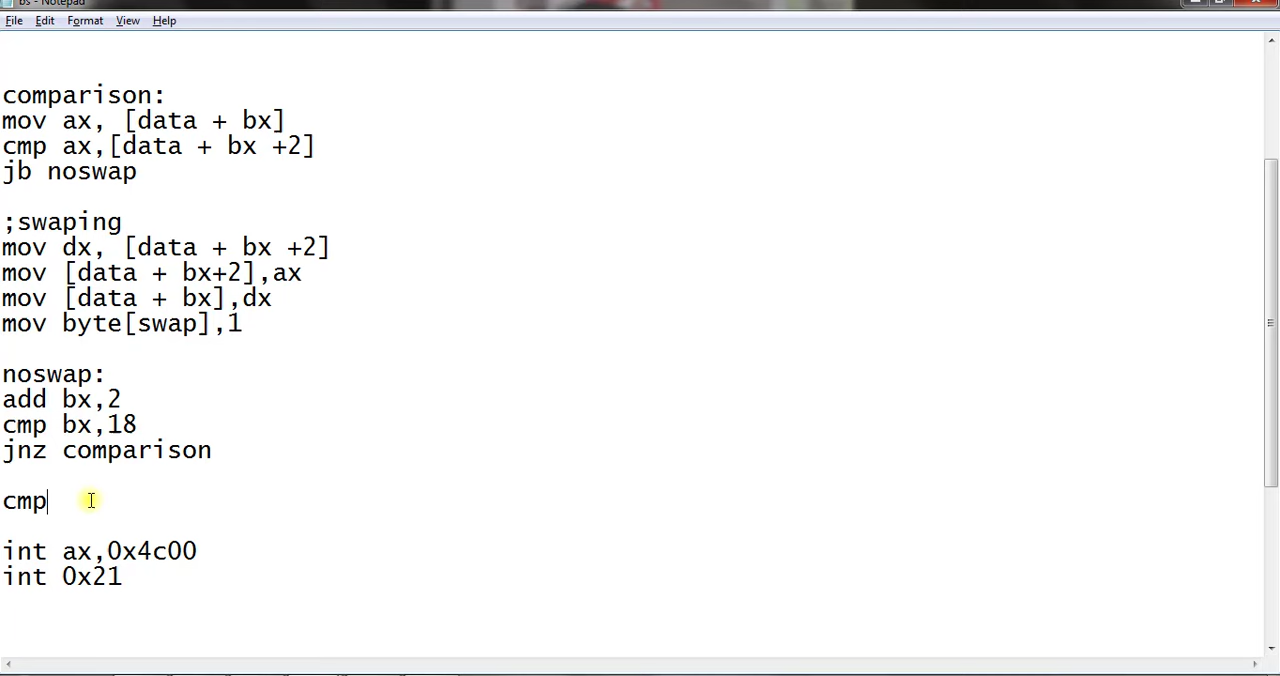 bs - Notepad
File Edit Format View Help
comparison:
mov ax, [data + bx]
cmp ax,[data + bx +2]
jb noswap
;swaping
mov dx, [data + bx +2]
mov [data + bx+2],ax
mov [data + bx],dx
mov byte[swap],1
noswap:
add bx,2
cmp bx,18
jnz comparison
cmp
int ax,0x4c00
int 0x21